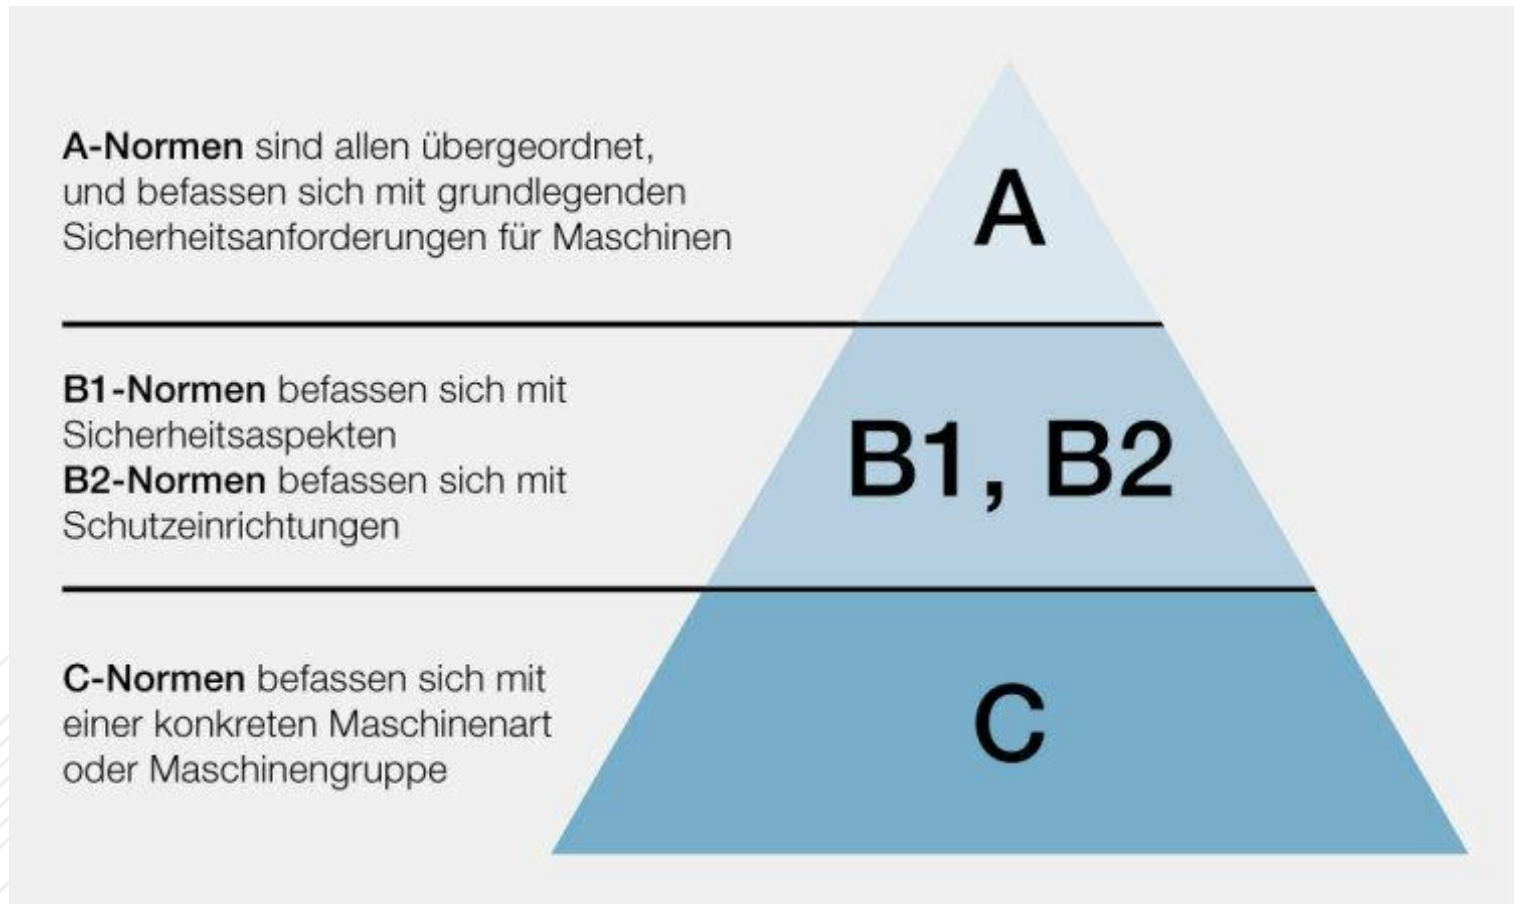 A-Normen sind allen übergeordnet,
und befassen sich mit grundlegenden
Sicherheitsanforderungen für Maschinen
A
B1-Normen befassen sich mit
Sicherheitsaspekten
B2-Normen befassen sich mit
Schutzeinrichtungen
B1, B2
C-Normen befassen sich mit
einer konkreten Maschinenart
oder Maschinengruppe
C